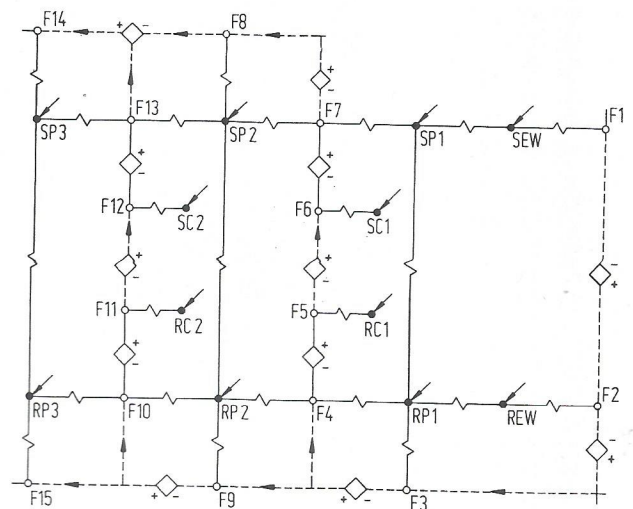 F14
F8
+ -
+
-
F13
F7
F1
SP3
SP2
SP1
SEW
+
-
+
-
F12
F6
SC2
SC1
-
+
+
-
+
-
F11
F5
RC2
RC1
+
-
+
-
F10
F4
F2
RP3
RP2
RP1
REW
-
+
+ -
+ -
F15
F9
F3